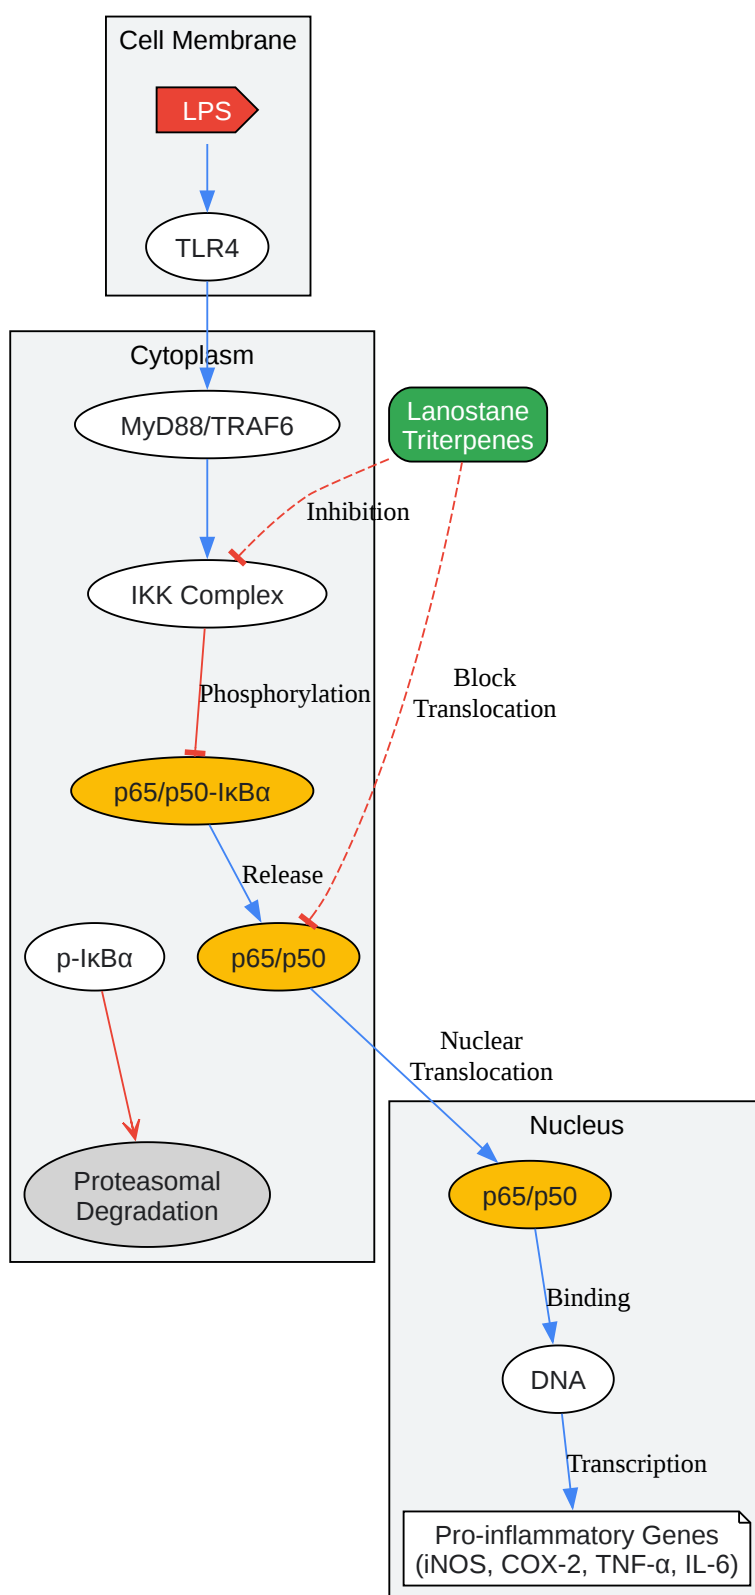 Cell Membrane
LPS
TLR4
Cytoplasm
MyD88/TRAF6
Lanostane
Triterpenes
Inhibition
IKK Complex
Phosphorylation
Block
Translocation
p65/p50-IκBα
Release
p-IκBα
p65/p50
Nuclear
Translocation
Nucleus
Proteasomal
Degradation
p65/p50
Binding
DNA
Transcription
Pro-inflammatory Genes
(iNOS, COX-2, TNF-α, IL-6)